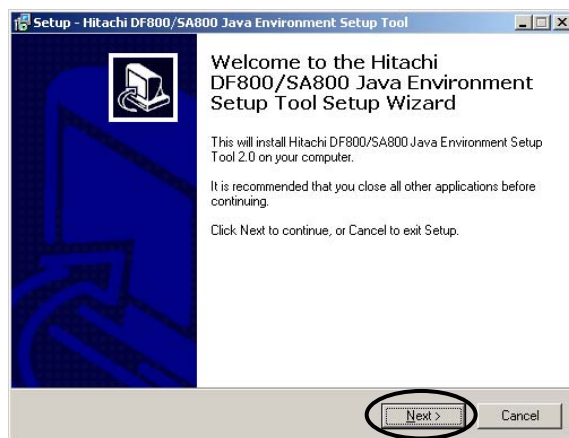 Setup - Hitachi DF800/SA800 Java Environment Setup Tool
Welcome to the Hitachi
DF800/SA800 Java Environment
Setup Tool Setup Wizard
This will install Hitachi DF800/SA800 Java Environment Setup
Tool 2.0 on your computer.
It is recommended that you close all other applications before
continuing.
Click Next to continue, or Cancel to exit Setup.
Next >
Cancel